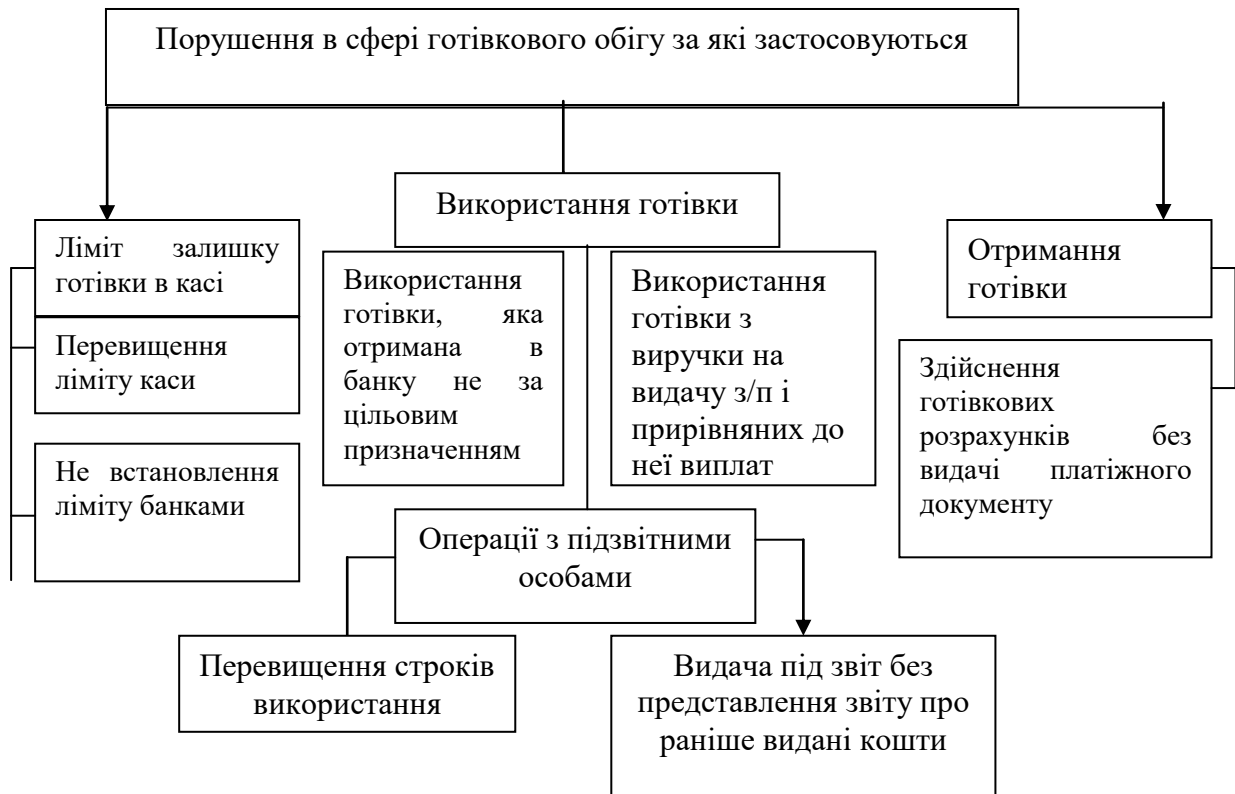 Порушення в сфері готівкового обігу за які застосовуються
Використання готівки
Ліміт залишку
готівки в касі
Перевищення
ліміту каси
Не встановлення
ліміту банками
Використання
готівки, яка
отримана в
банку не за
цільовим
призначенням
Використання
готівки з
виручки на
видачу з/п і
прирівняних до
неї виплат
Отримання
готівки
Здійснення
готівкових
розрахунків без
видачі платіжного
документу
Операції з підзвітними
особами
Перевищення строків
використання
Видача під звіт без
представлення звіту про
раніше видані кошти